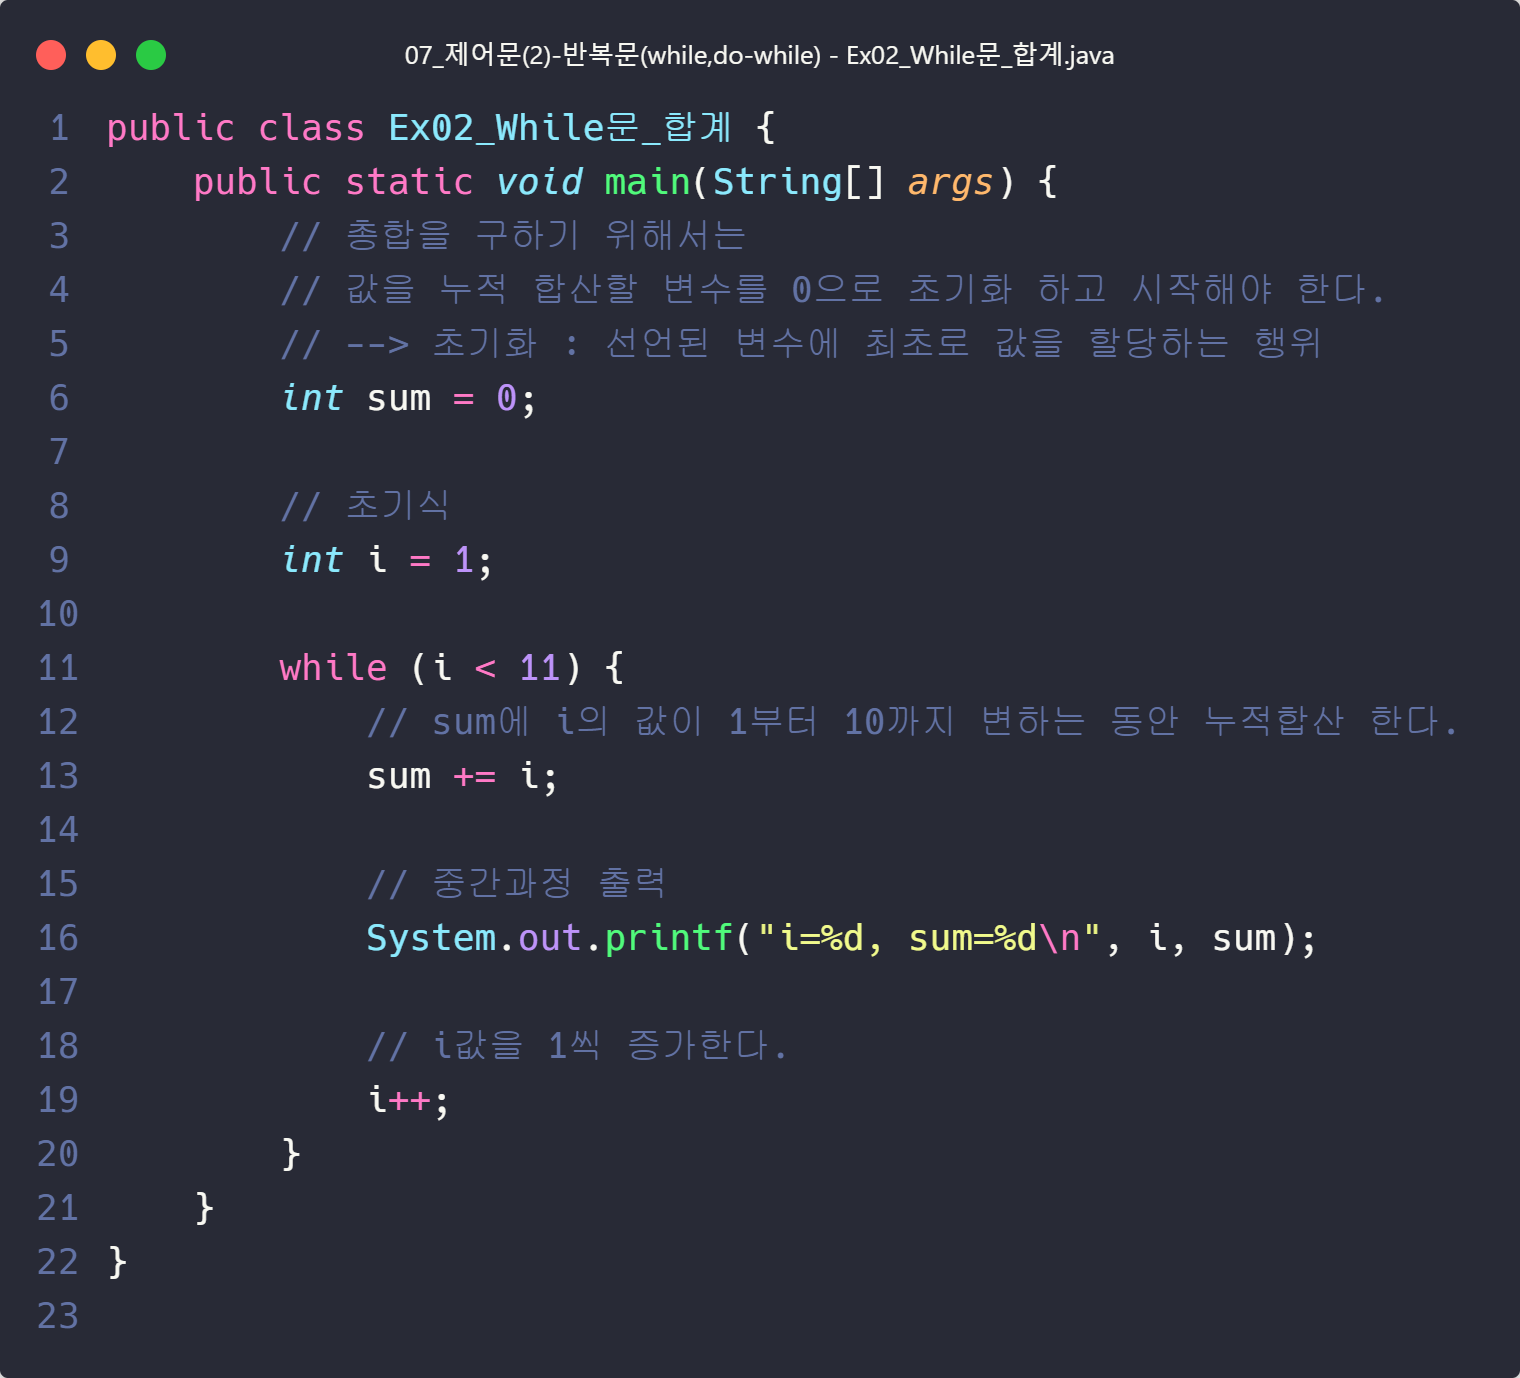 07_제어문(2)-반복문(while,do-while) - Ex02_While문_합계.java
1 public class Ex02_While문_합계 {
2     public static void main(String[] args) {
3         // 총합을 구하기 위해서는
4         // 값을 누적 합산할 변수를 0으로 초기화 하고 시작해야 한다.
5         // --> 초기화 : 선언된 변수에 최초로 값을 할당하는 행위
6         int sum = 0;
7
8         // 초기식
9         int i = 1;
10
11         while (i < 11) {
12             // sum에 i의 값이 1부터 10까지 변하는 동안 누적합산 한다.
13             sum += i;
14
15             // 중간과정 출력
16             System.out.printf("i=%d, sum=%d\n", i, sum);
17
18             // i값을 1씩 증가한다.
19             i++;
20         }
21     }
22 }
23